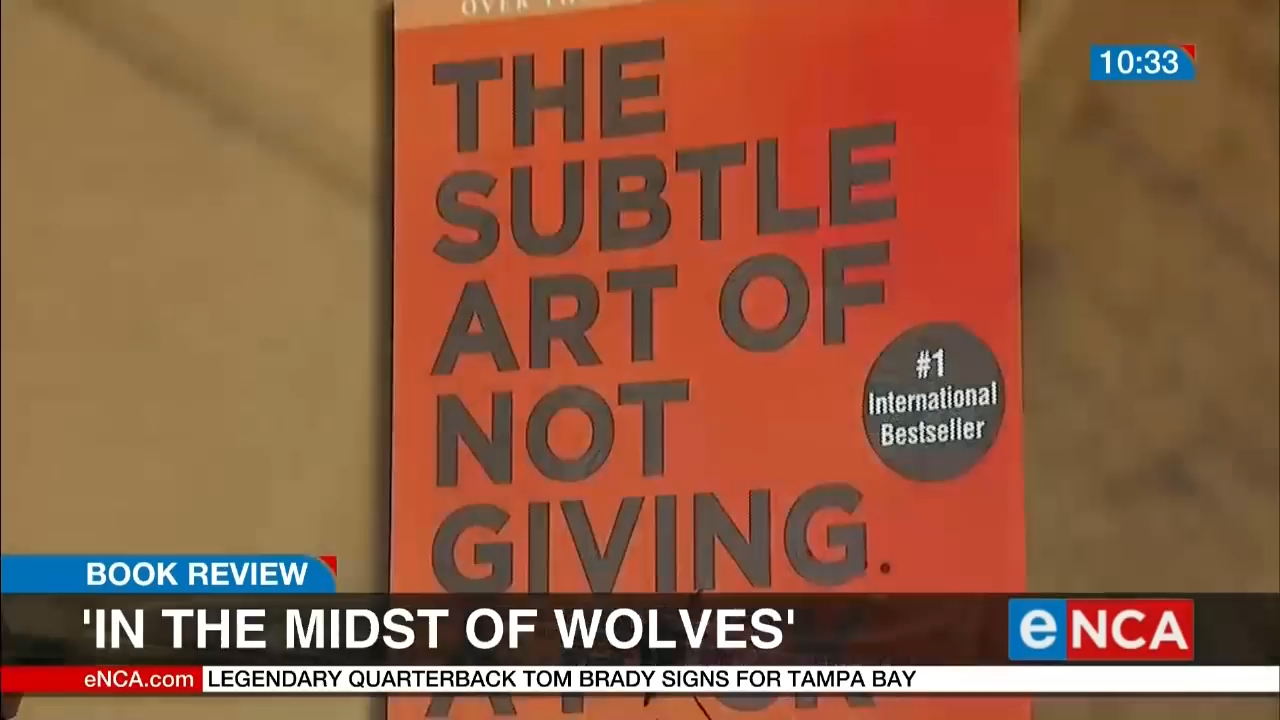 OVER
10:33
THE
SUBTLE
ART OF
NOT
GIVING
#1
International
Bestseller
BOOK REVIEW
'IN THE MIDST OF WOLVES'
eNCA
eNCA.com
LEGENDARY QUARTERBACK TOM BRADY SIGNS FOR TAMPA BAY